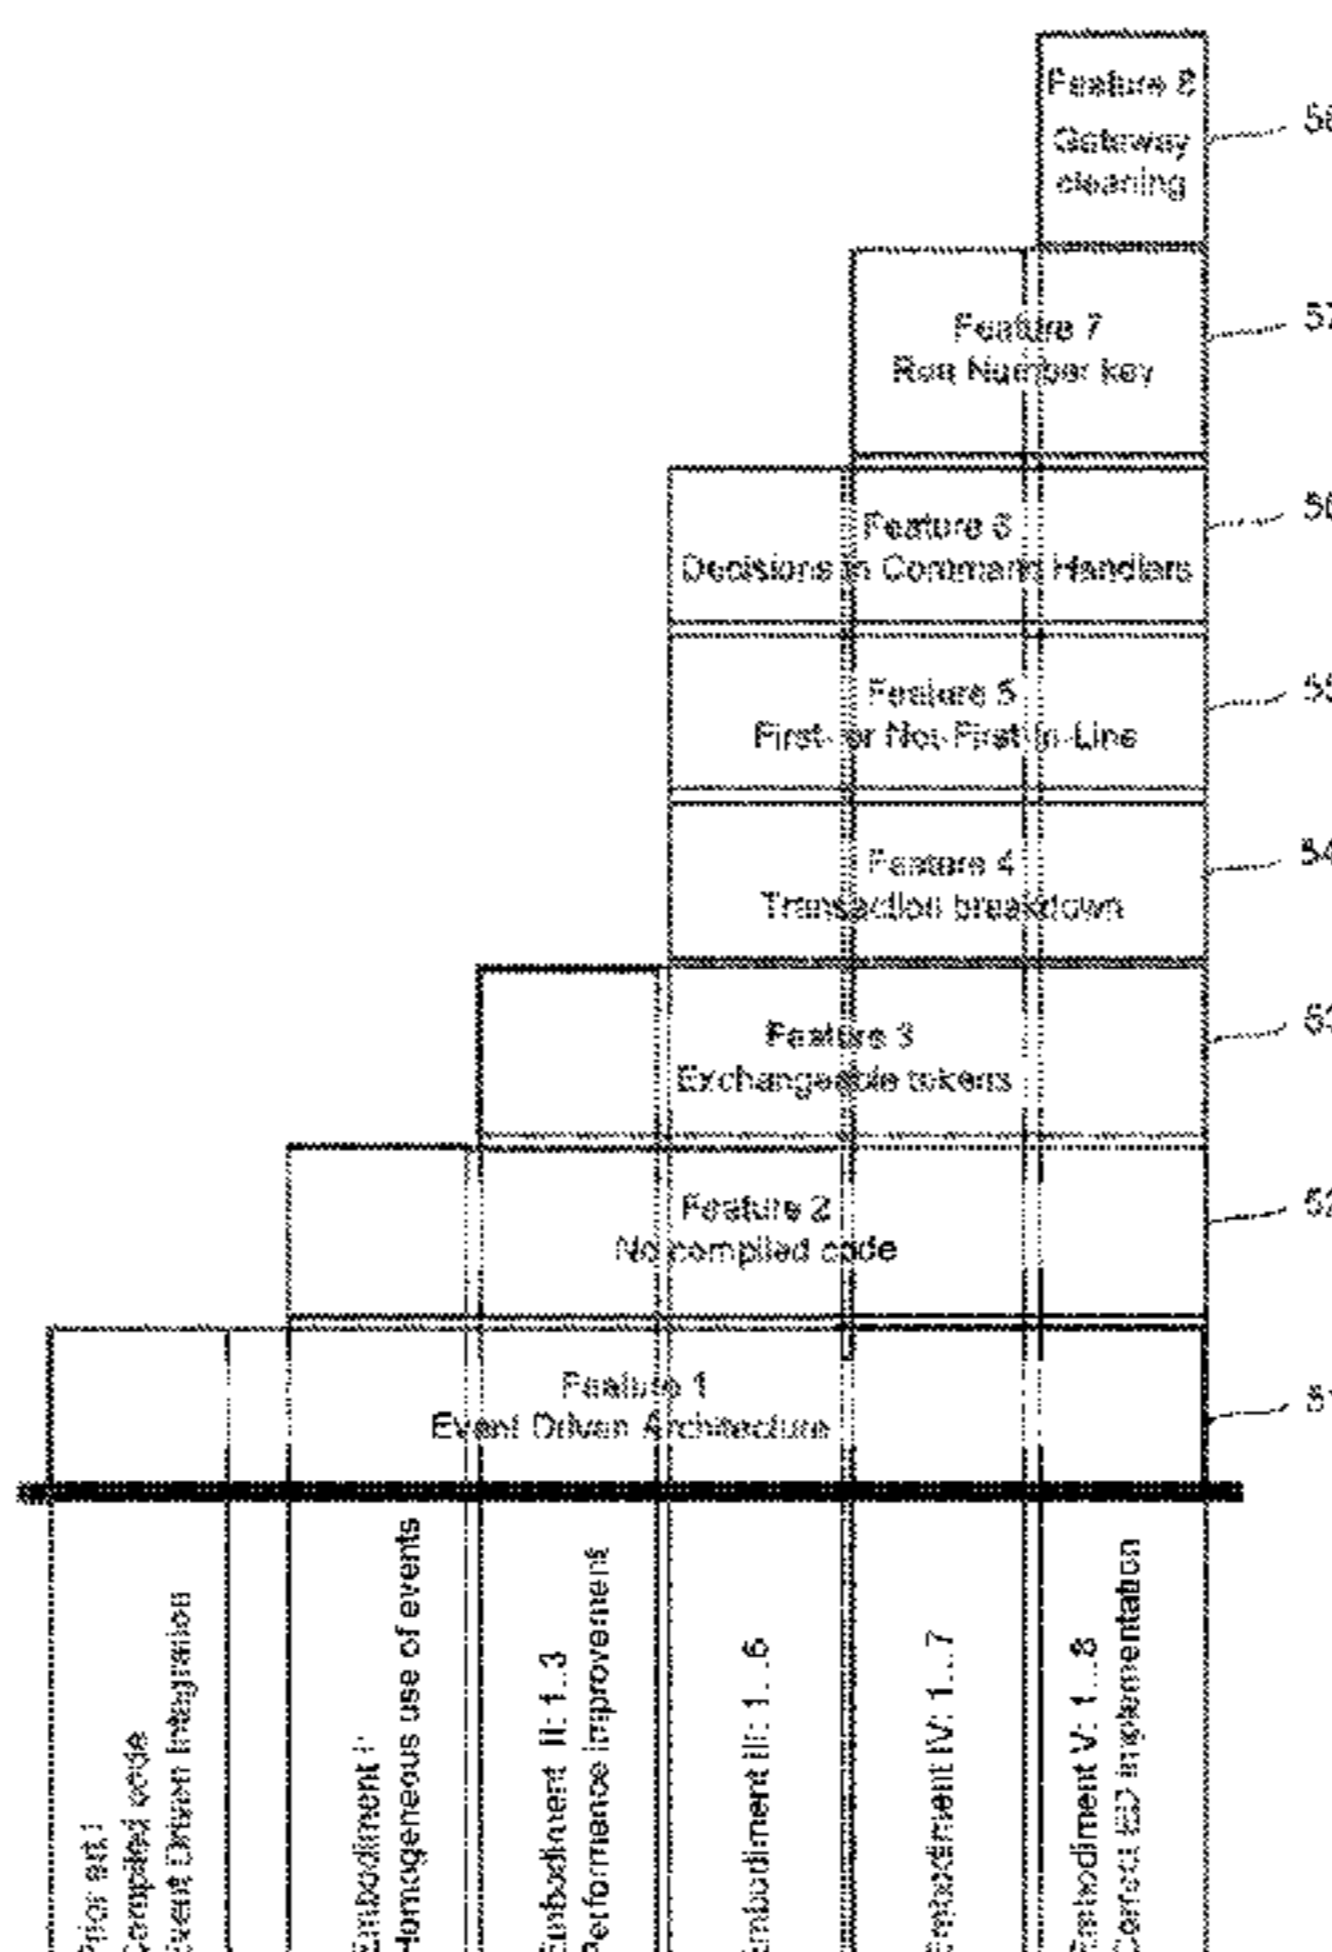 Feature 8
Gateway
cleaning
Feature 7
Run Number key
Feature 6
Decisions in Command Handlers
Feature 5
First- or Not-First-In-Line
Feature 4
Transaction breakdown
54
Feature 3
Exchangeable tokens
Feature 2
No compiled code
Feature 1
Event Driven Architecture
Prior art 1
Compiled code
Event Driven Integration
Embodiment I
Homogeneous use of events
Embodiment II: 1..3
Performance improvement
Embodiment III: 1..6
Embodiment IV: 1..7
Embodiment V: 1..8
implementation